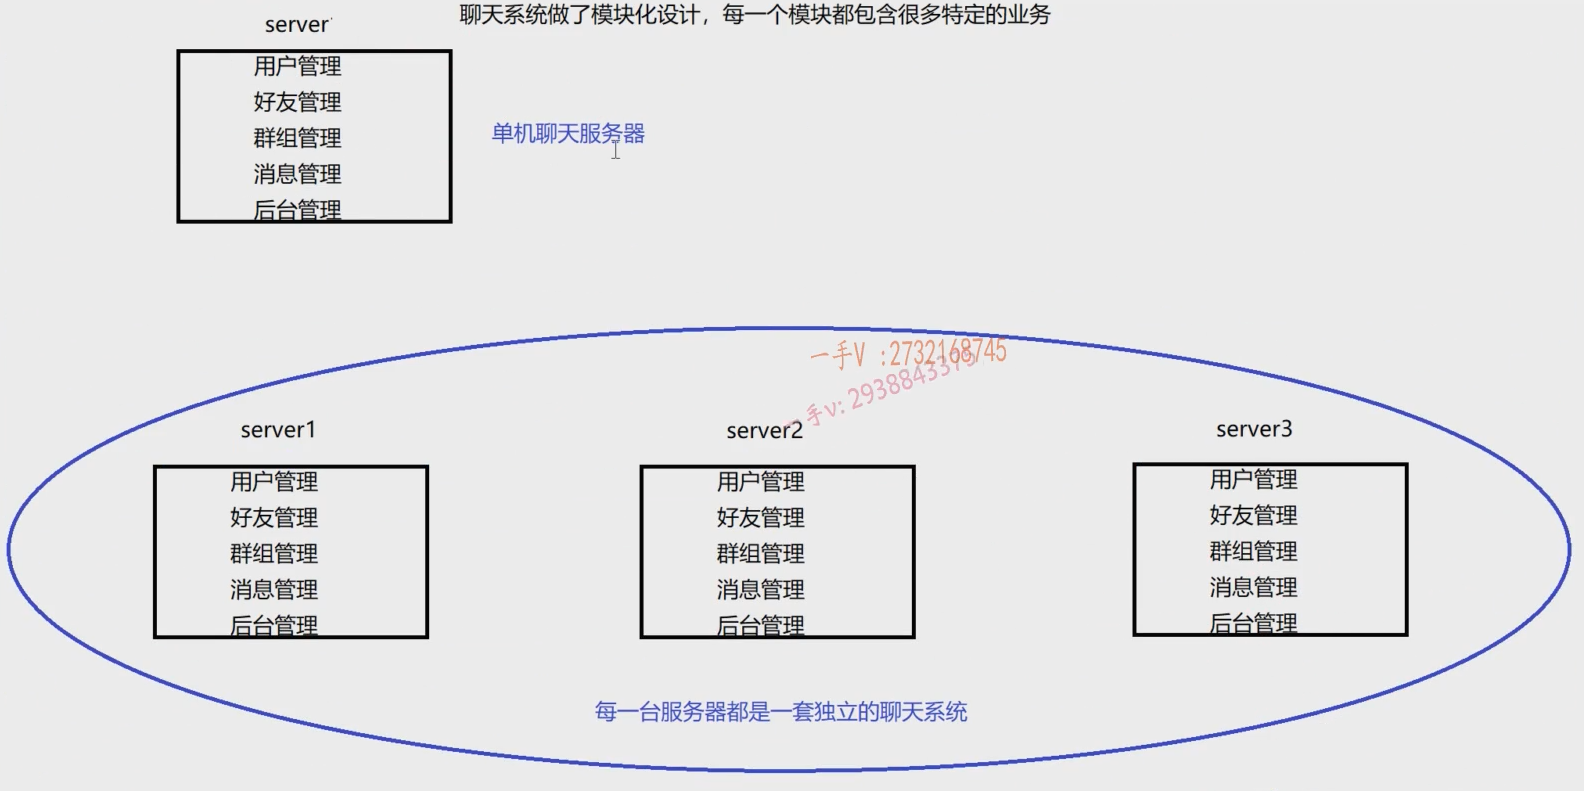 聊天系统做了模块化设计，每一个模块都包含很多特定的业务
server
用户管理
好友管理
群组管理
消息管理
后台管理
单机聊天服务器
一手V :2732168745
一手v: 29388433
server1
用户管理
好友管理
群组管理
消息管理
后台管理
server2
用户管理
好友管理
群组管理
消息管理
后台管理
server3
用户管理
好友管理
群组管理
消息管理
后台管理
每一台服务器都是一套独立的聊天系统